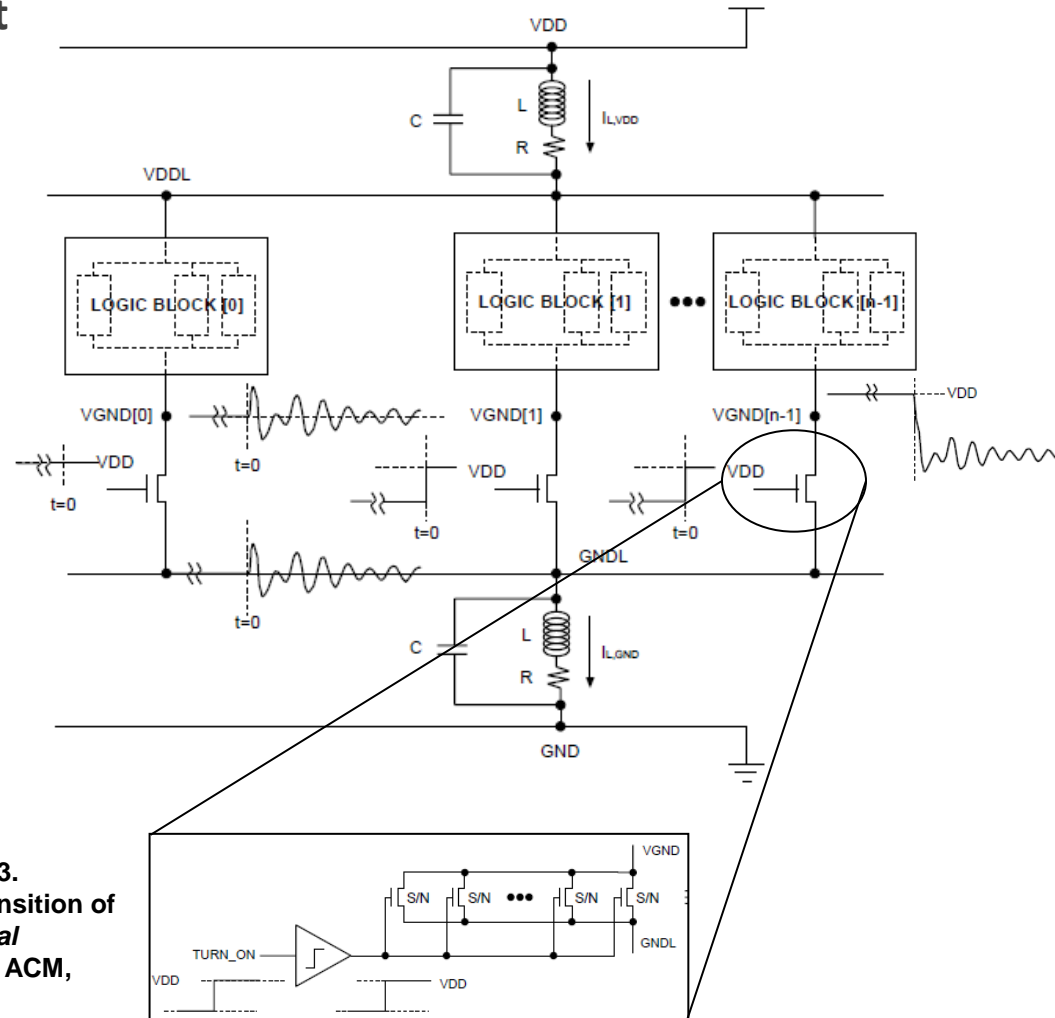 t
VDD
L
C
I_L,VDD
R
VDDL
LOGIC BLOCK [0]
LOGIC BLOCK [1]
LOGIC BLOCK [n-1]
VGND[0]
VGND[1]
VGND[n-1]
VDD
VDD
VDD
VDD
t=0
t=0
t=0
t=0
GNDL
t=0
L
C
I_L,GND
R
GND
3.
nsition of
al
ACM,
VGND
S/N
S/N
S/N
S/N
GNDL
TURN_ON
VDD
VDD